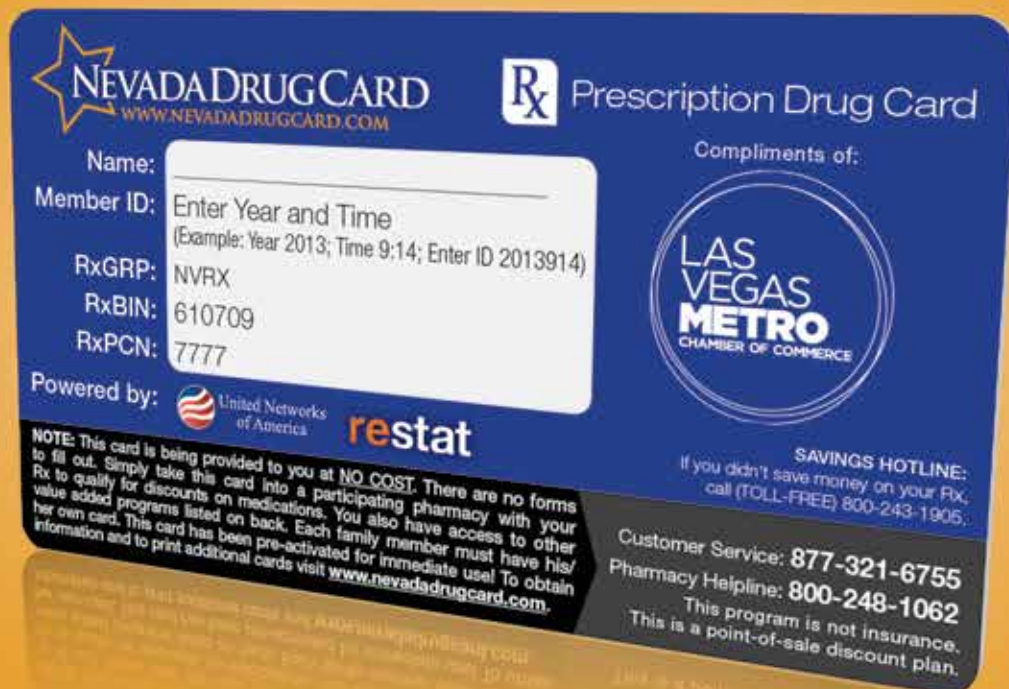 NEVADADRUGCARD
WWW.NEVADADRUGCARD.COM
Rx Prescription Drug Card
Name:
Member ID: Enter Year and Time
(Example: Year 2013; Time 9:14; Enter ID 2013914)
RxGRP: NVRX
RxBIN: 610709
RxPCN: 7777
Powered by: United Networks
of America
restat
Compliments of:
LAS
VEGAS
METRO
CHAMBER OF COMMERCE
SAVINGS HOTLINE:
If you didn't save money on your Rx,
call (TOLL-FREE) 800-243-1905.
NOTE: This card is being provided to you at NO COST. There are no forms
to fill out. Simply take this card into a participating pharmacy with your
Rx to qualify for discounts on medications. You also have access to other
value added programs listed on back. Each family member must have his/
her own card. This card has been pre-activated for immediate use! To obtain
information and to print additional cards visit www.nevadadrugcard.com.
Customer Service: 877-321-6755
Pharmacy Helpline: 800-248-1062
This program is not insurance.
This is a point-of-sale discount plan.